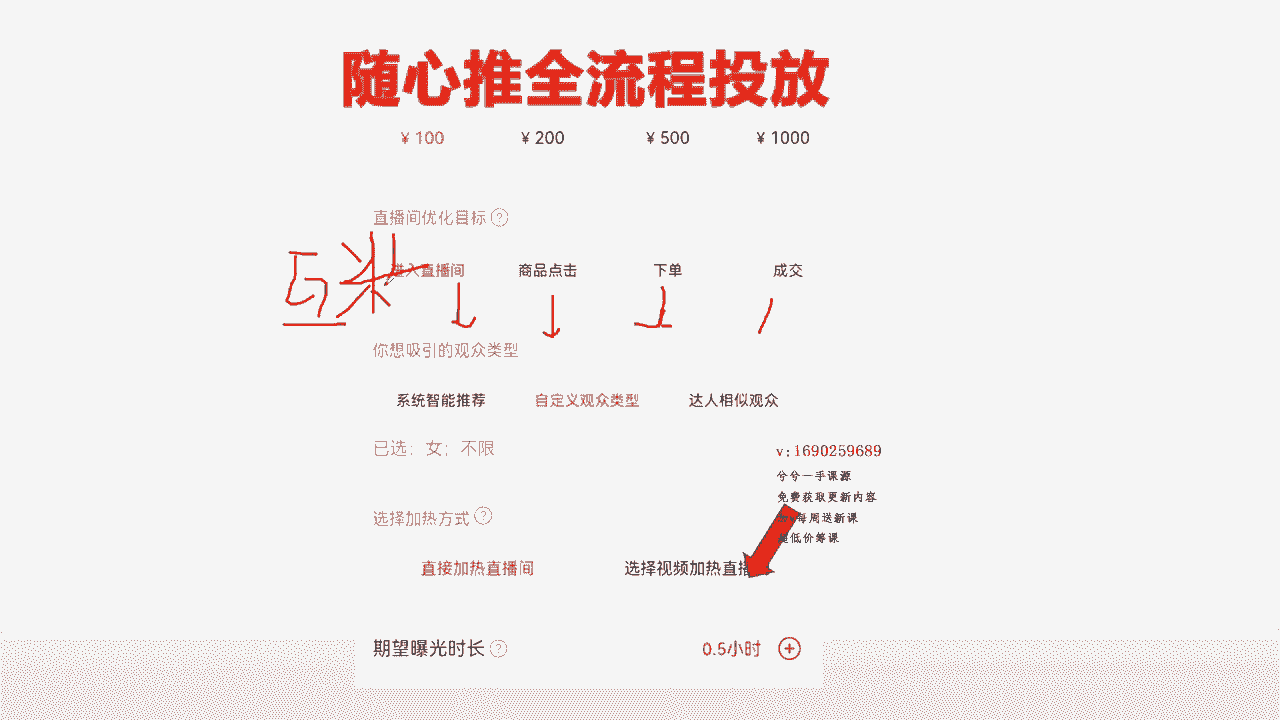 随心推全流程投放
¥ 100 ¥ 200 ¥ 500 ¥ 1000
直播间优化目标 ?
进入直播间 商品点击 下单 成交
你想吸引的观众类型
系统智能推荐 自定义观众类型 达人相似观众
已选：女；不限
v:1690259689
兮兮一手课源
免费获取更新内容
每周送新课
超低价筹课
选择加热方式 ?
直接加热直播间 选择视频加热直播
期望曝光时长 ? 0.5小时